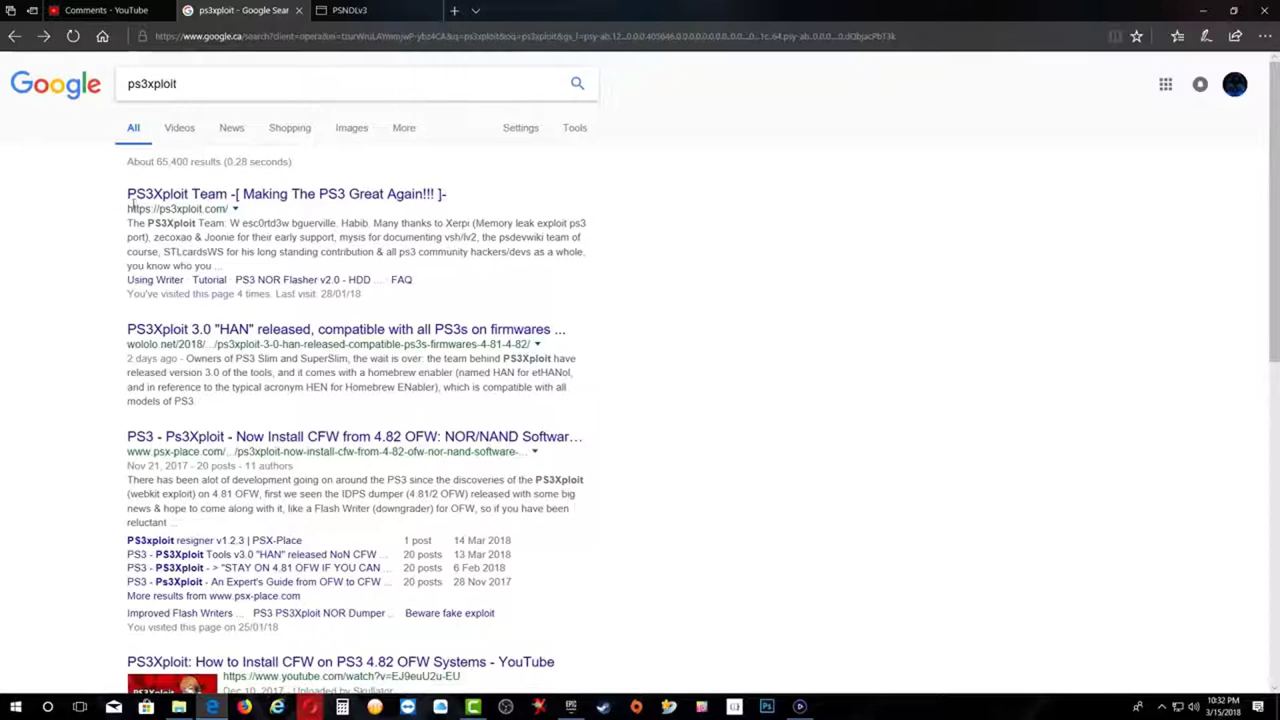 Comments - YouTube
ps3xploit - Google Sear
PSNDLv3
Google
ps3xploit
All Videos News Shopping Images More Settings Tools
About 65,400 results (0.28 seconds)
PS3Xploit Team -[ Making The PS3 Great Again!!! ]-
https://ps3xploit.com/
The PS3Xploit Team: W esc0rtd3w bguerville. Habib. Many thanks to Xerpi (Memory leak exploit ps3
port), zecoxao & Joonie for their early support, mysis for documenting vsh/lv2, the psdevwiki team of
course, STLcardsWS for his long standing contribution & all ps3 community hackers/devs as a whole,
you know who you ...
Using Writer · Tutorial · PS3 NOR Flasher v2.0 - HDD ... · FAQ
You've visited this page 4 times. Last visit: 28/01/18
PS3Xploit 3.0 "HAN" released, compatible with all PS3s on firmwares ...
wololo.net/2018/.../ps3xploit-3-0-han-released-compatible-ps3s-firmwares-4-81-4-82/
2 days ago - Owners of PS3 Slim and SuperSlim, the wait is over: the team behind PS3Xploit have
released version 3.0 of the tools, and it comes with a homebrew enabler (named HAN for etHANol,
and in reference to the typical acronym HEN for Homebrew ENabler), which is compatible with all
models of PS3.
PS3 - Ps3Xploit - Now Install CFW from 4.82 OFW: NOR/NAND Softwar...
www.psx-place.com/.../ps3xploit-now-install-cfw-from-4-82-ofw-nor-nand-software-...
Nov 21, 2017 - 20 posts - 11 authors
There has been alot of development going on around the PS3 since the discoveries of the PS3Xploit
(webkit exploit) on 4.81 OFW, first we seen the IDPS dumper (4.81/2 OFW) released with some big
news & hope to come along with it, like a Flash Writer (downgrader) for OFW, so if you have been
reluctant ...
PS3xploit resigner v1.2.3 | PSX-Place 1 post 14 Mar 2018
PS3 - PS3Xploit Tools v3.0 "HAN" released NoN CFW ... 20 posts 13 Mar 2018
PS3 - PS3Xploit - > "STAY ON 4.81 OFW IF YOU CAN ... 20 posts 6 Feb 2018
PS3 - Ps3Xploit - An Expert's Guide from OFW to CFW ... 20 posts 28 Nov 2017
More results from www.psx-place.com
Improved Flash Writers ... · PS3 PS3Xploit NOR Dumper ... · Beware fake exploit
You visited this page on 25/01/18
PS3Xploit: How to Install CFW on PS3 4.82 OFW Systems - YouTube
https://www.youtube.com/watch?v=EJ9euU2u-EU
Dec 10, 2017 - Uploaded by Skullator
PS3Xploit
10:32 PM
3/15/2018